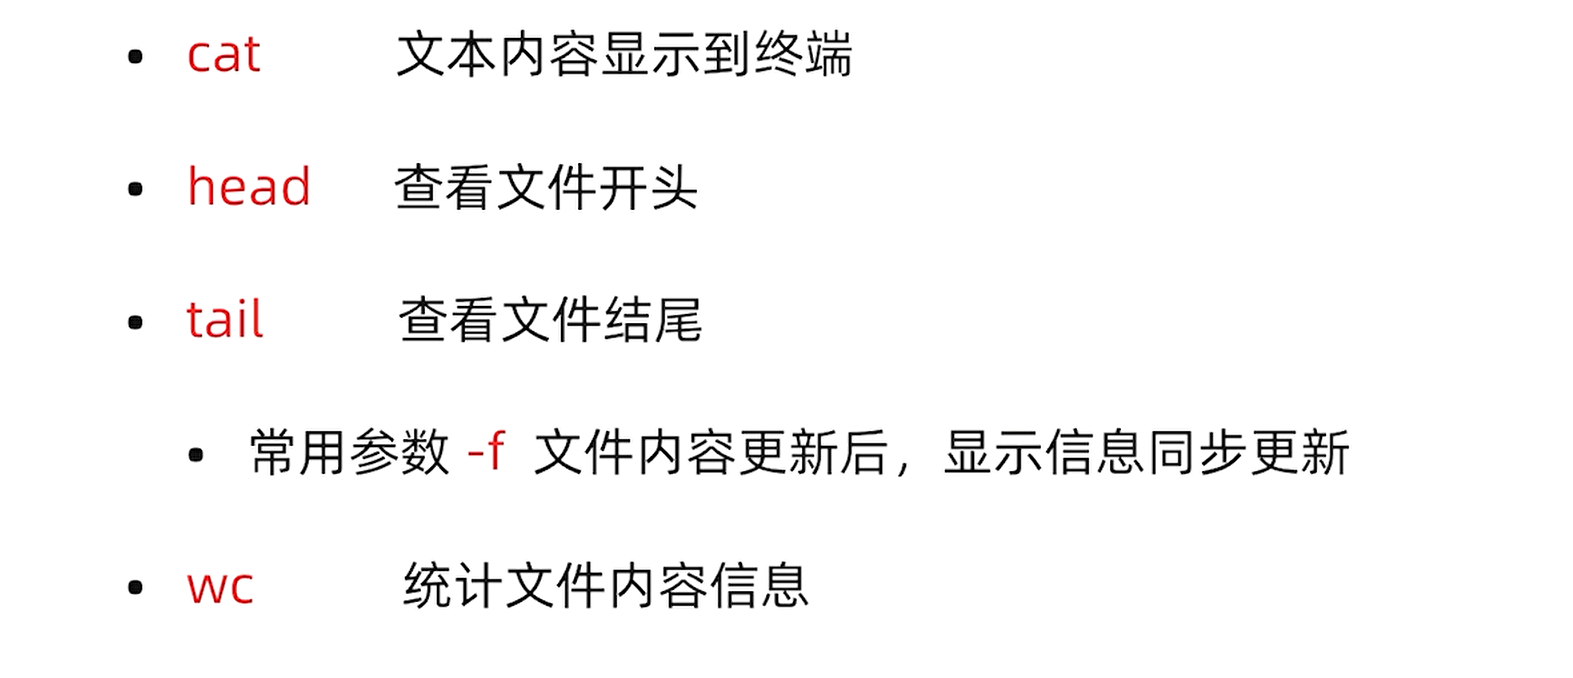 • cat 文本内容显示到终端
• head 查看文件开头
• tail 查看文件结尾
• 常用参数 -f 文件内容更新后，显示信息同步更新
• wc 统计文件内容信息